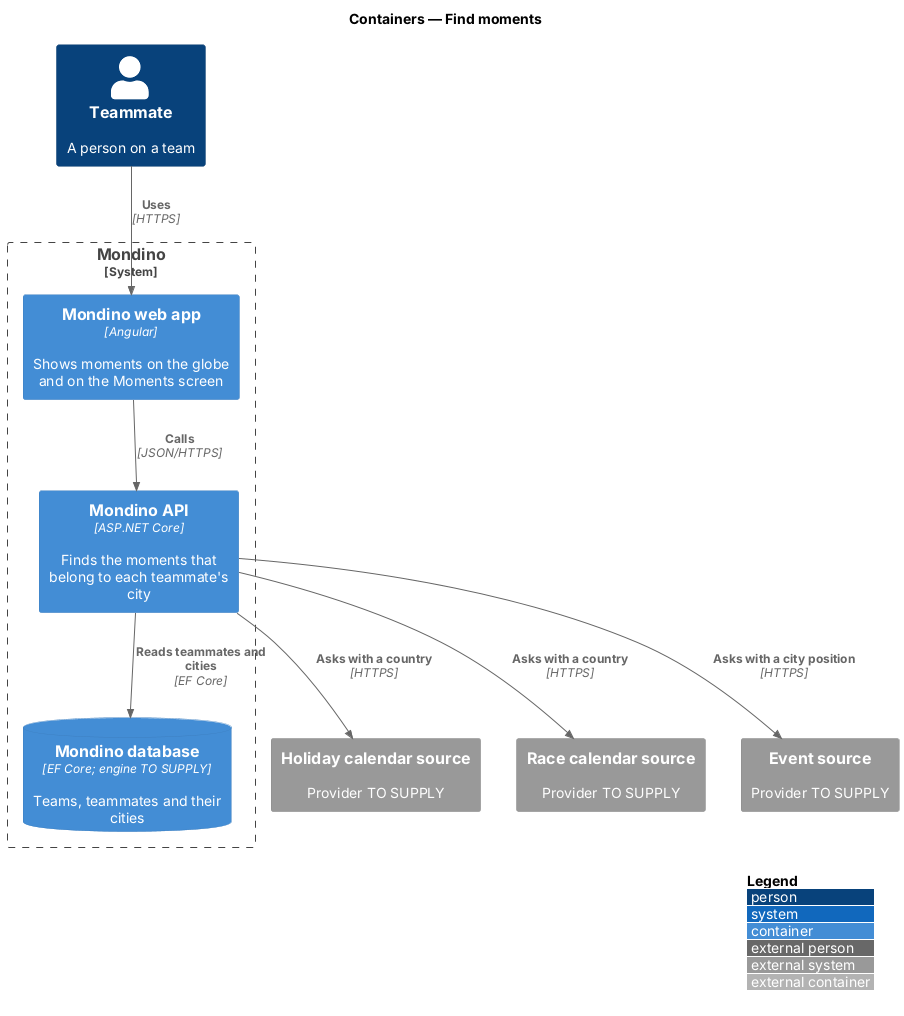 Containers — Find moments
Teammate
A person on a team
Uses
[HTTPS]
Mondino
[System]
Mondino web app
[Angular]
Shows moments on the globe
and on the Moments screen
Calls
[JSON/HTTPS]
Mondino API
[ASP.NET Core]
Finds the moments that
belong to each teammate's
city
Reads teammates and
cities
[EF Core]
Asks with a country
[HTTPS]
Asks with a country
[HTTPS]
Asks with a city position
[HTTPS]
Mondino database
[EF Core; engine TO SUPPLY]
Teams, teammates and their
cities
Holiday calendar source
Provider TO SUPPLY
Race calendar source
Provider TO SUPPLY
Event source
Provider TO SUPPLY
Legend
person
system
container
external person
external system
external container